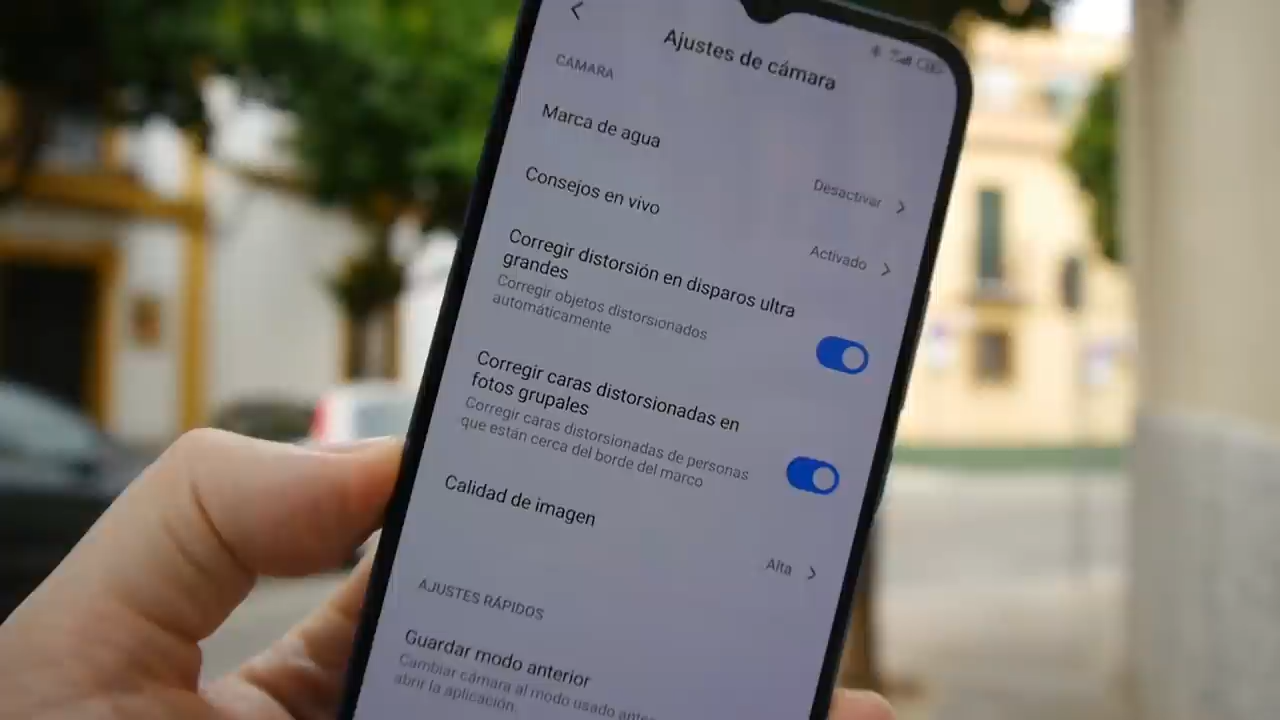 Ajustes de cámara
CÁMARA
Marca de agua
Desactivar
Consejos en vivo
Activado
Corregir distorsión en disparos ultra
grandes
Corregir objetos distorsionados
automáticamente
Corregir caras distorsionadas en
fotos grupales
Corregir caras distorsionadas de personas
que están cerca del borde del marco
Calidad de imagen
Alta
AJUSTES RÁPIDOS
Guardar modo anterior
Cambiar cámara al modo usado antes
abrir la aplicación.